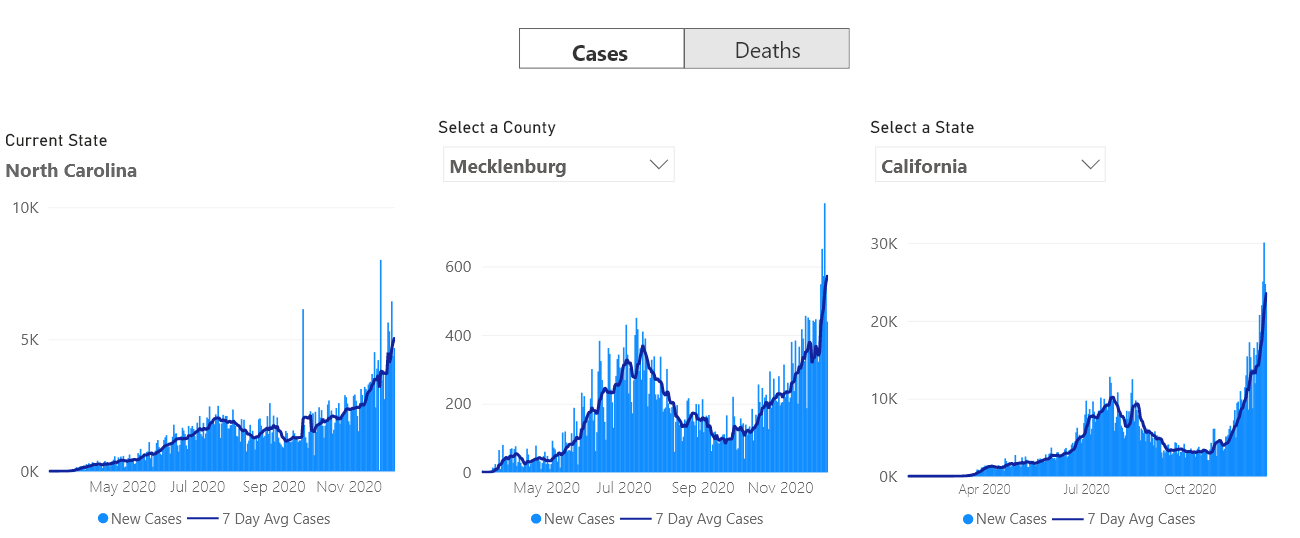 Cases
Deaths
Current State
North Carolina
10K
5K
0K
May 2020 Jul 2020 Sep 2020 Nov 2020
New Cases 7 Day Avg Cases
Select a County
Mecklenburg
600
400
200
0
May 2020 Jul 2020 Sep 2020 Nov 2020
New Cases 7 Day Avg Cases
Select a State
California
30K
20K
10K
0K
Apr 2020 Jul 2020 Oct 2020
New Cases 7 Day Avg Cases